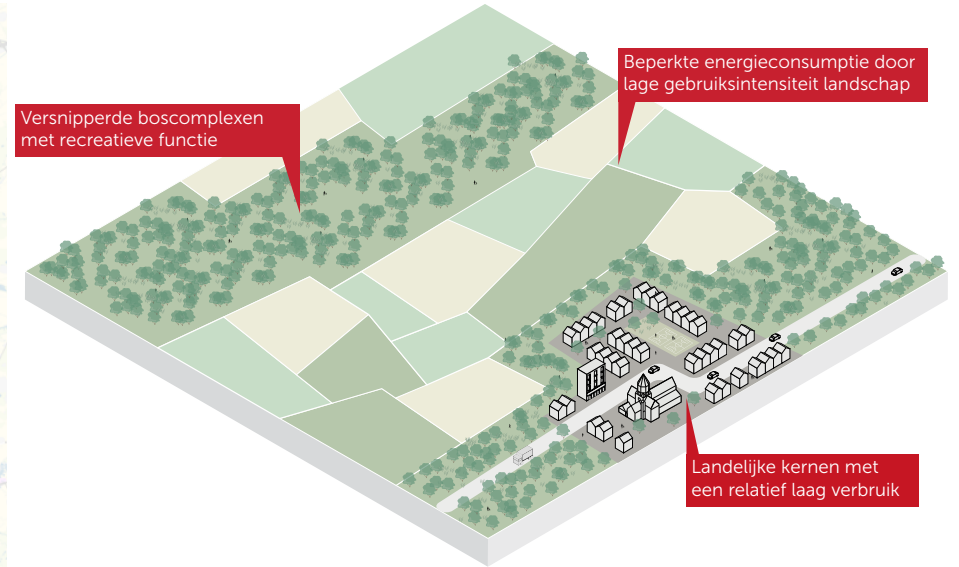 Beperkte energieconsumptie door
lage gebruiksintensiteit landschap
Versnipperde boscomplexen
met recreatieve functie
Landelijke kernen met
een relatief laag verbruik